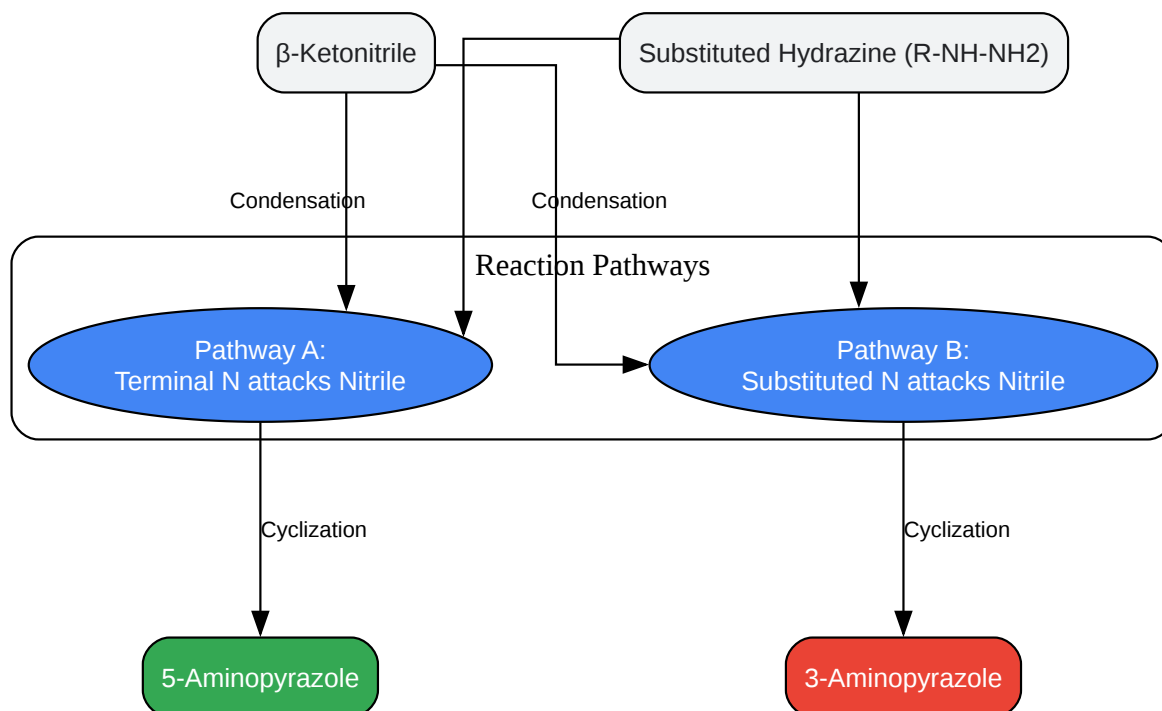 β-Ketonitrile
Substituted Hydrazine (R-NH-NH2)
Condensation
Condensation
Reaction Pathways
Pathway A:
Terminal N attacks Nitrile
Pathway B:
Substituted N attacks Nitrile
Cyclization
Cyclization
5-Aminopyrazole
3-Aminopyrazole